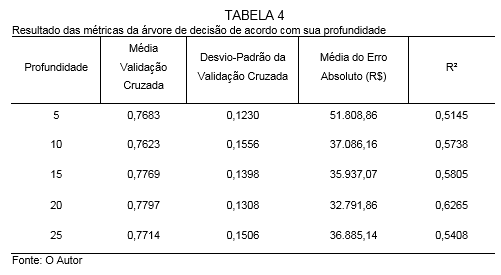 TABELA 4
Resultado das métricas da árvore de decisão de acordo com sua profundidade
Profundidade | Média Validação Cruzada | Desvio-Padrão da Validação Cruzada | Média do Erro Absoluto (R$) | R²
5 | 0,7683 | 0,1230 | 51.808,86 | 0,5145
10 | 0,7623 | 0,1556 | 37.086,16 | 0,5738
15 | 0,7769 | 0,1398 | 35.937,07 | 0,5805
20 | 0,7797 | 0,1308 | 32.791,86 | 0,6265
25 | 0,7714 | 0,1506 | 36.885,14 | 0,5408
Fonte: O Autor